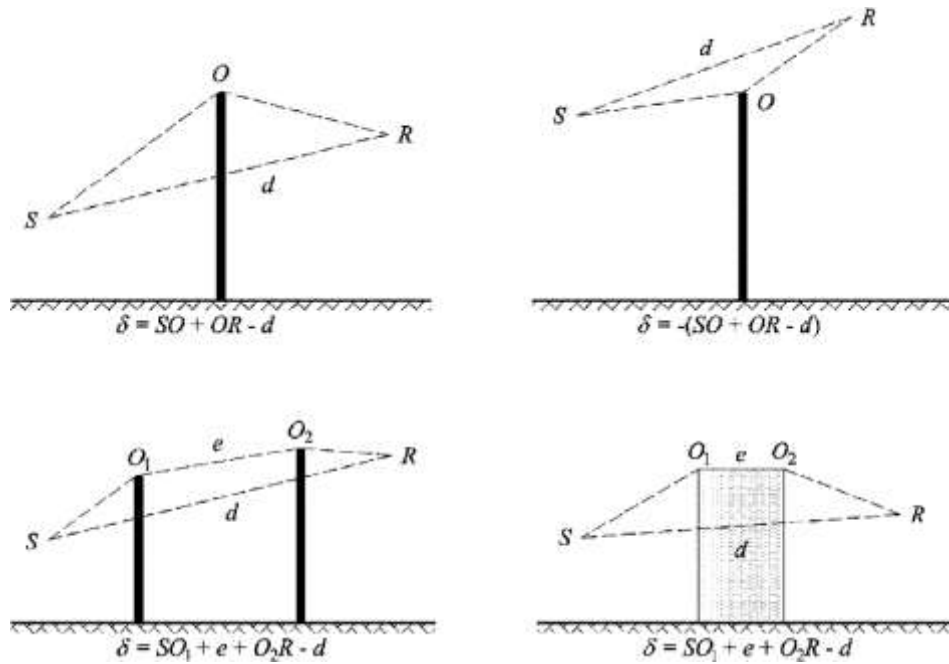 O
S
R
d
δ = SO + OR - d
R
d
S
O
δ = -(SO + OR - d)
O₁
e
O₂
R
S
d
δ = SO₁ + e + O₂R - d
O₁
e
O₂
S
R
d
δ = SO₁ + e + O₂R - d